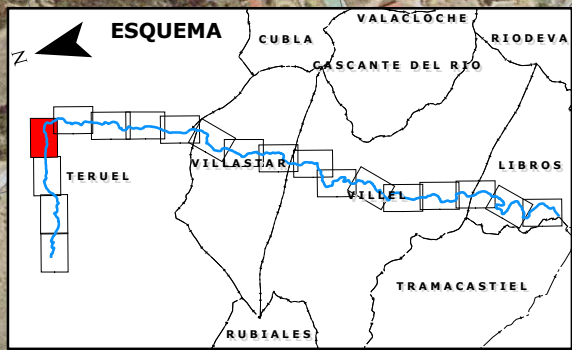 ESQUEMA
N
VALACLOCHE
CUBLA
RIODEVA
CASCANTE DEL RIO
VILLASTAR
LIBROS
TERUEL
VILLEL
TRAMACASTIEL
RUBIALES